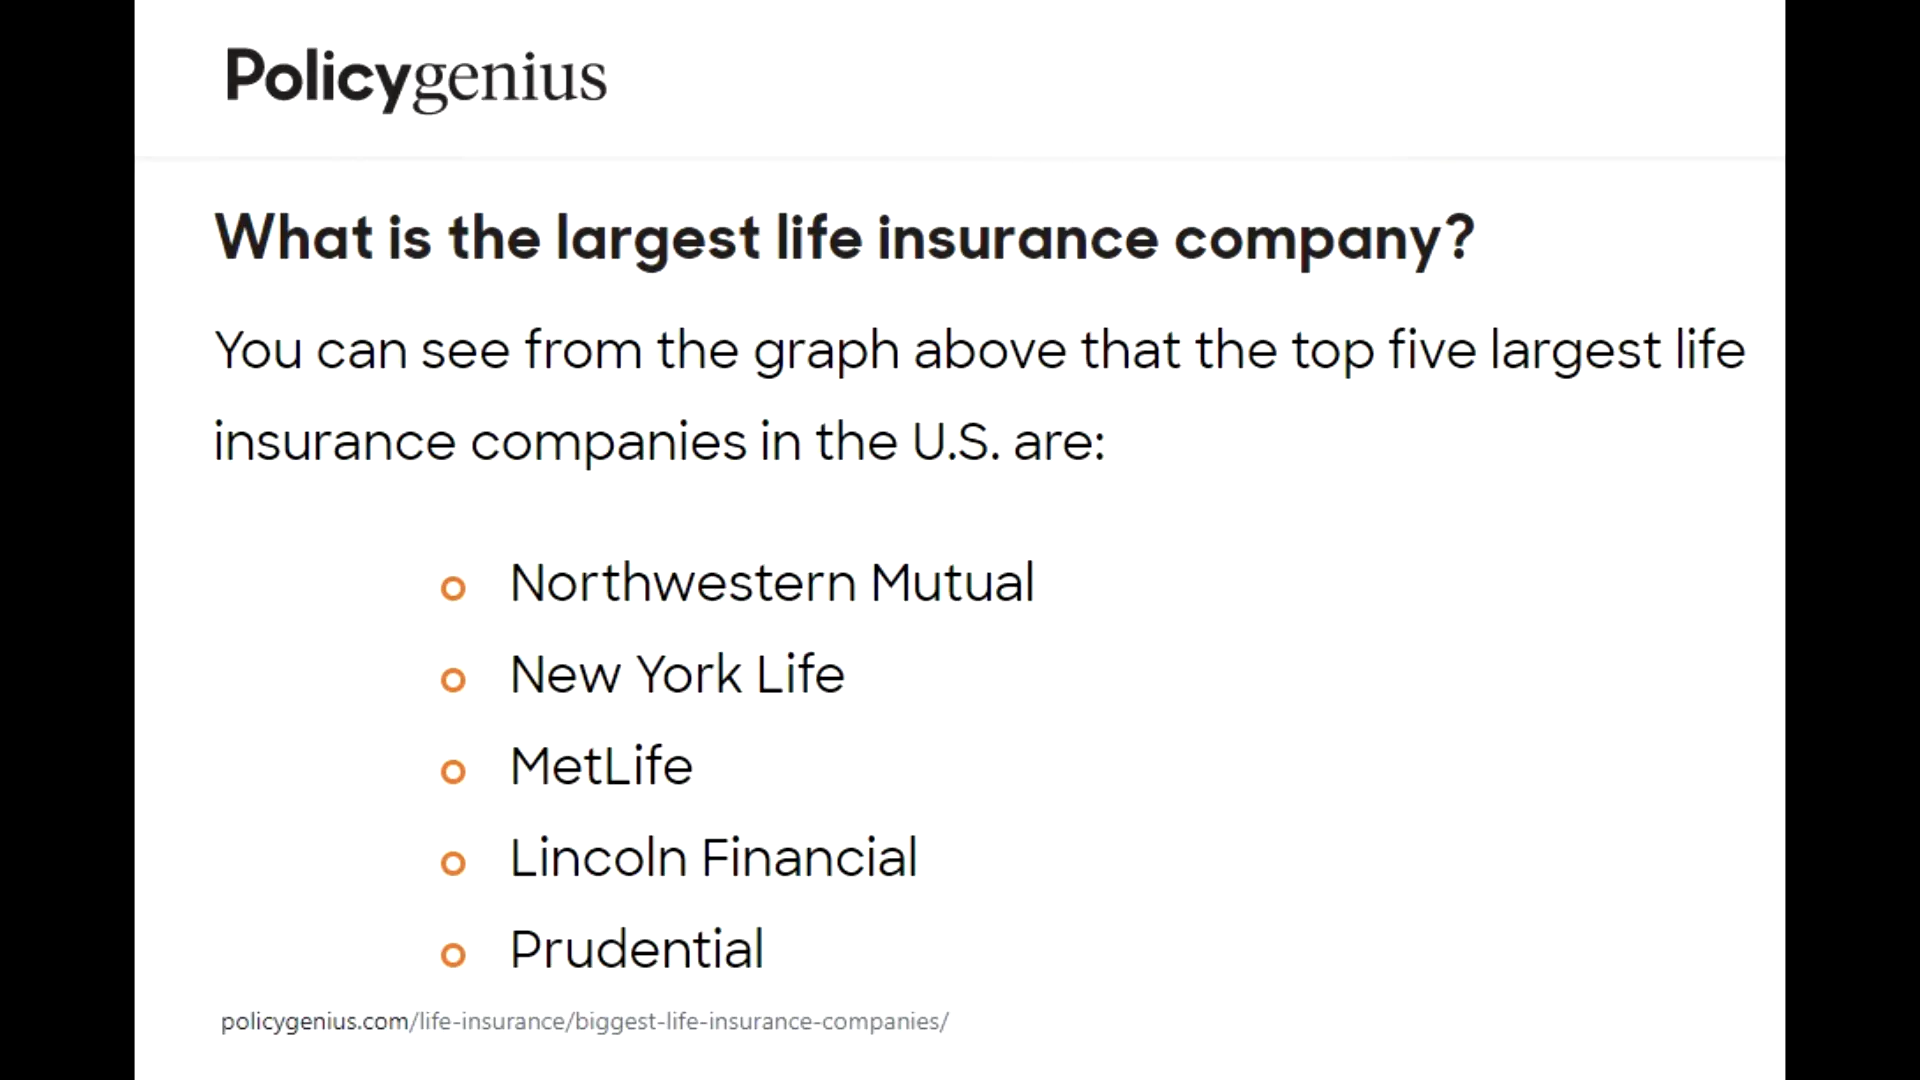 Policygenius
What is the largest life insurance company?
You can see from the graph above that the top five largest life
insurance companies in the U.S. are:
Northwestern Mutual
New York Life
MetLife
Lincoln Financial
Prudential
policygenius.com/life-insurance/biggest-life-insurance-companies/